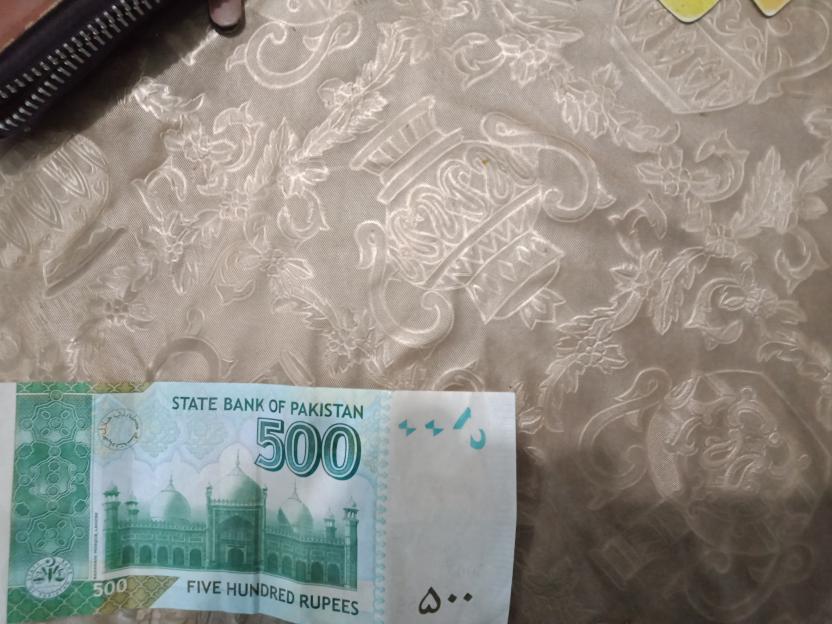 STATE BANK OF PAKISTAN
500
500
FIVE HUNDRED RUPEES
۵۰۰